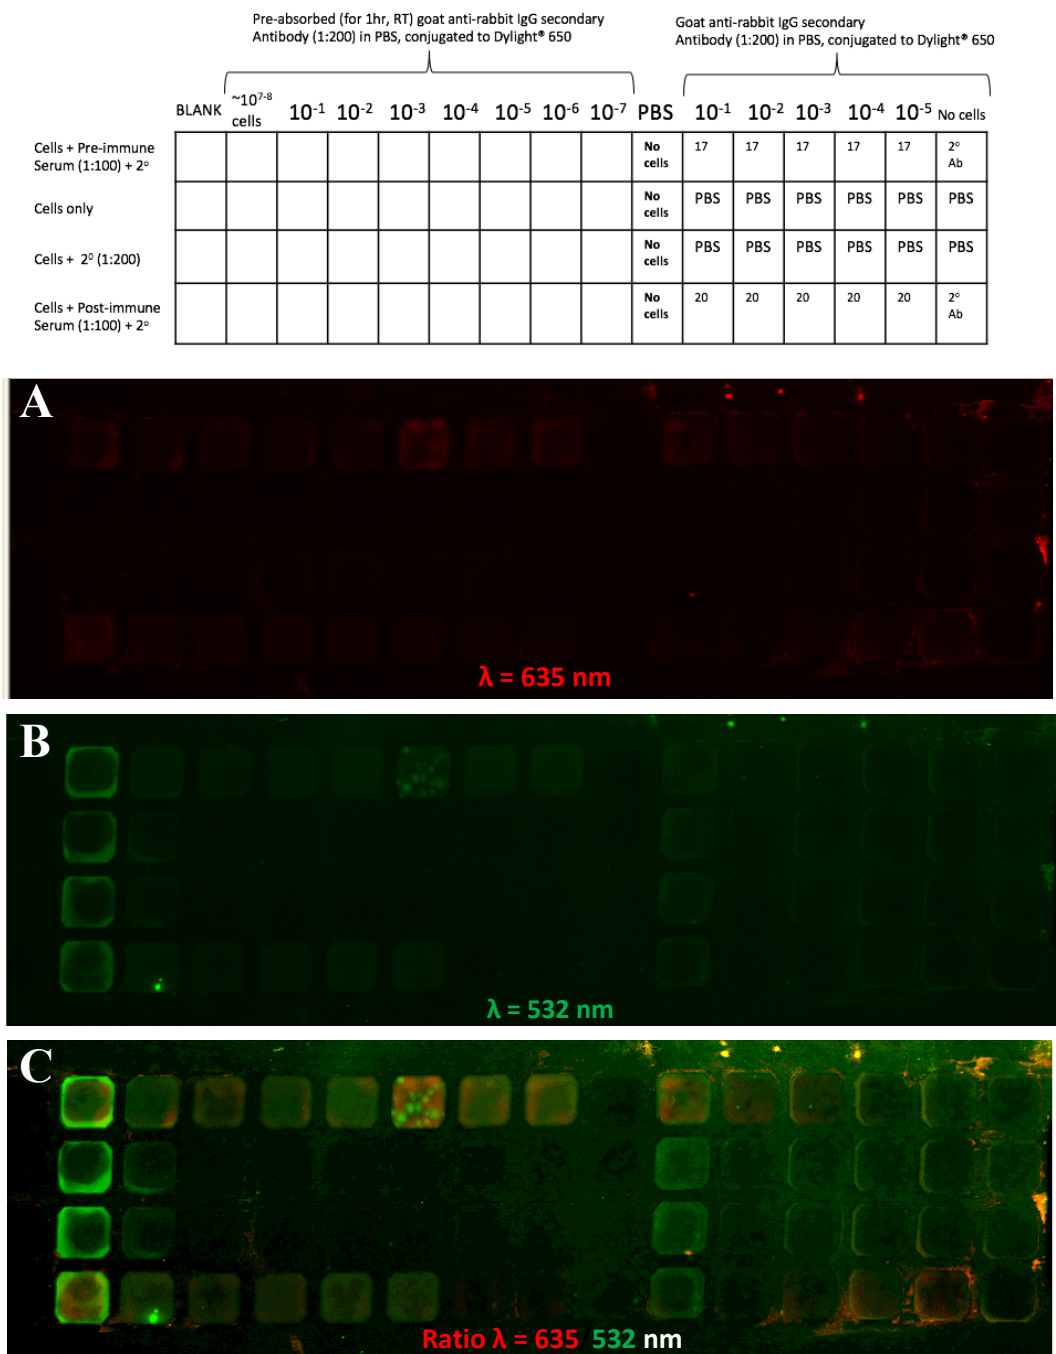 Pre-absorbed (for 1hr, RT) goat anti-rabbit IgG secondary
Antibody (1:200) in PBS, conjugated to Dylight® 650
Goat anti-rabbit IgG secondary
Antibody (1:200) in PBS, conjugated to Dylight® 650
BLANK ~10⁷⁻⁸ cells 10⁻¹ 10⁻² 10⁻³ 10⁻⁴ 10⁻⁵ 10⁻⁶ 10⁻⁷ PBS 10⁻¹ 10⁻² 10⁻³ 10⁻⁴ 10⁻⁵ No cells
Cells + Pre-immune
Serum (1:100) + 2°
No cells 17 17 17 17 17 2° Ab
Cells only
No cells PBS PBS PBS PBS PBS PBS
Cells + 2⁰ (1:200)
No cells PBS PBS PBS PBS PBS PBS
Cells + Post-immune
Serum (1:100) + 2°
No cells 20 20 20 20 20 2° Ab
A
λ = 635 nm
B
λ = 532 nm
C
Ratio λ = 635 532 nm